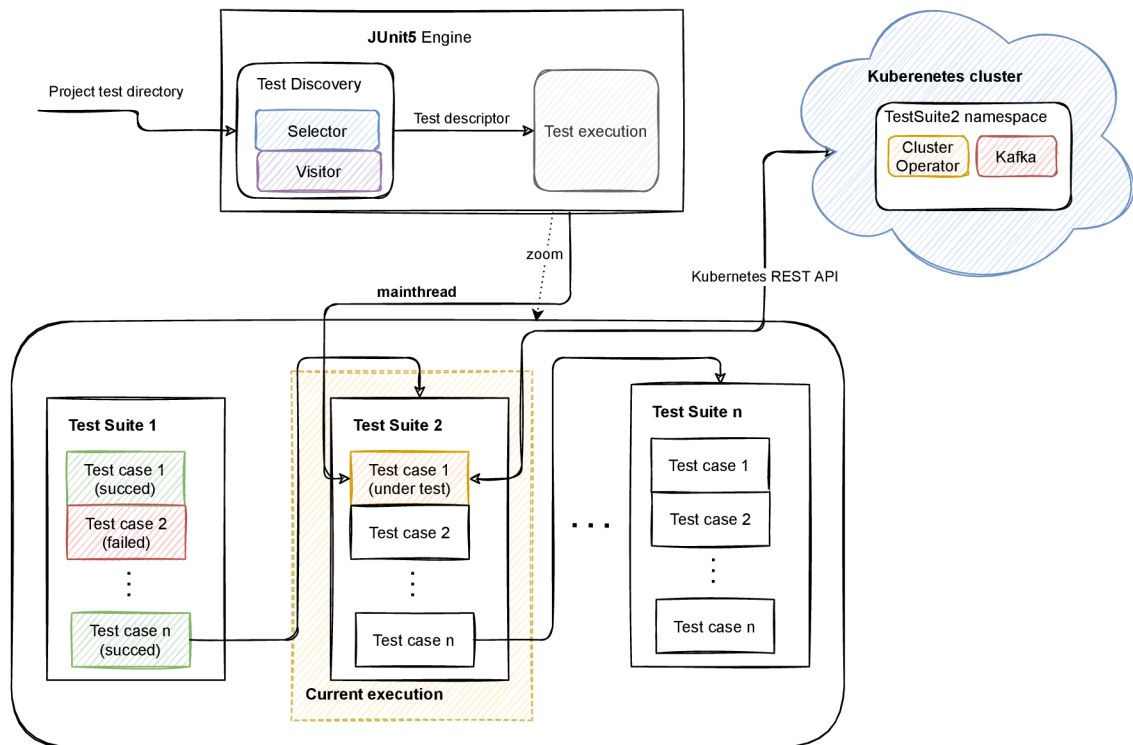 JUnit5 Engine
Project test directory
Test Discovery
Selector
Visitor
Test descriptor
Test execution
Kuberenetes cluster
TestSuite2 namespace
Cluster
Operator
Kafka
zoom
mainthread
Kubernetes REST API
Test Suite 1
Test case 1
(succed)
Test case 2
(failed)
⋮
Test case n
(succed)
Test Suite 2
Test case 1
(under test)
Test case 2
⋮
Test case n
Current execution
...
Test Suite n
Test case 1
Test case 2
⋮
Test case n